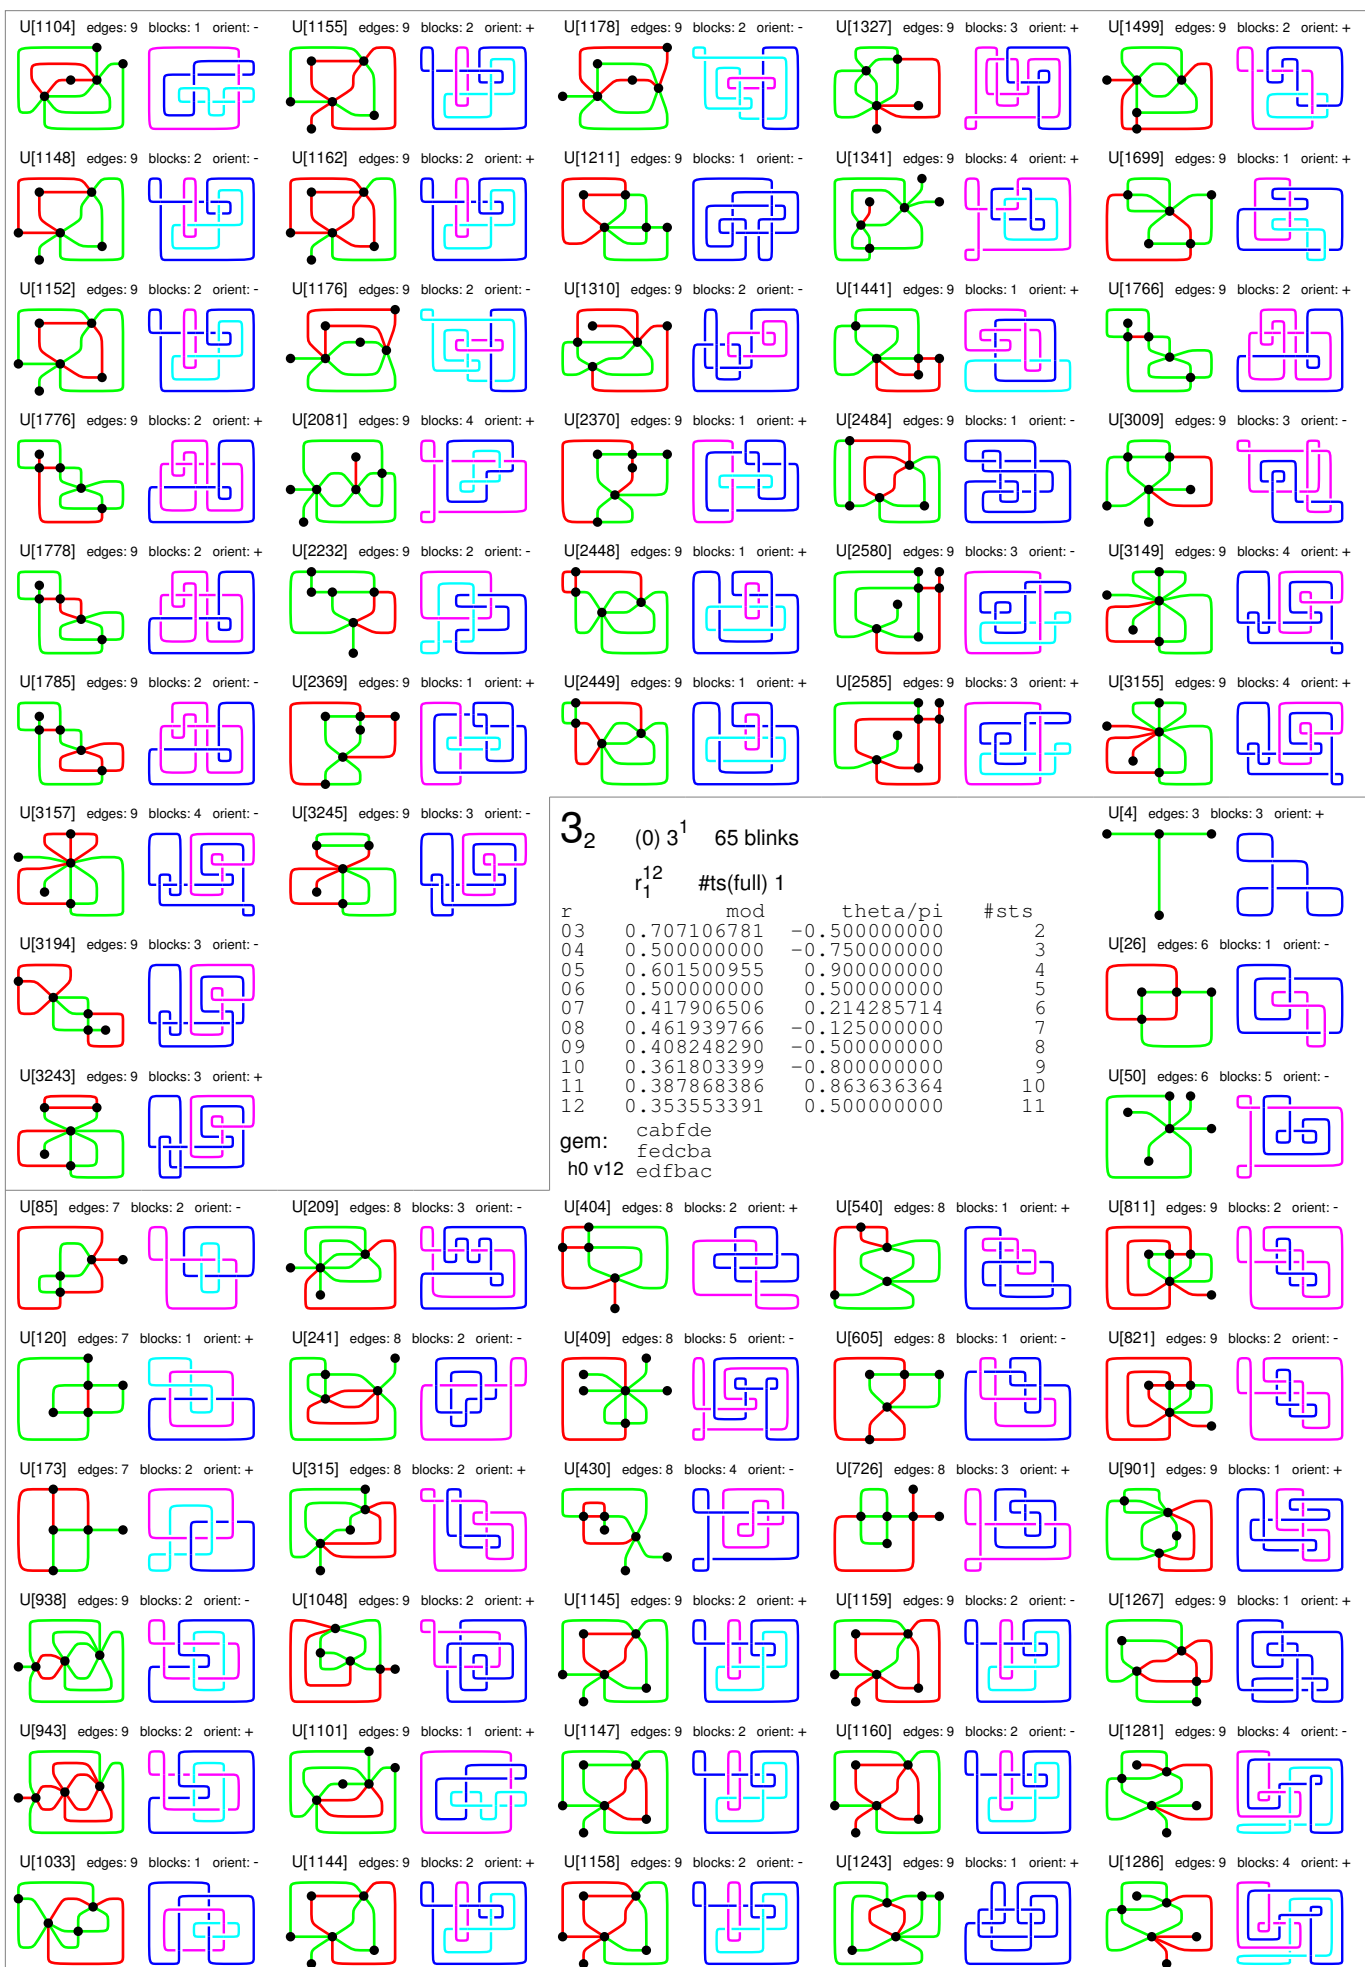 U[1104] edges: 9 blocks: 1 orient: -
U[1155] edges: 9 blocks: 2 orient: +
U[1178] edges: 9 blocks: 2 orient: -
U[1327] edges: 9 blocks: 3 orient: +
U[1499] edges: 9 blocks: 2 orient: +
U[1148] edges: 9 blocks: 2 orient: -
U[1162] edges: 9 blocks: 2 orient: +
U[1211] edges: 9 blocks: 1 orient: -
U[1341] edges: 9 blocks: 4 orient: +
U[1699] edges: 9 blocks: 1 orient: +
U[1152] edges: 9 blocks: 2 orient: -
U[1176] edges: 9 blocks: 2 orient: -
U[1310] edges: 9 blocks: 2 orient: -
U[1441] edges: 9 blocks: 1 orient: +
U[1766] edges: 9 blocks: 2 orient: +
U[1776] edges: 9 blocks: 2 orient: +
U[2081] edges: 9 blocks: 4 orient: +
U[2370] edges: 9 blocks: 1 orient: +
U[2484] edges: 9 blocks: 1 orient: -
U[3009] edges: 9 blocks: 3 orient: -
U[1778] edges: 9 blocks: 2 orient: +
U[2232] edges: 9 blocks: 2 orient: -
U[2448] edges: 9 blocks: 1 orient: +
U[2580] edges: 9 blocks: 3 orient: -
U[3149] edges: 9 blocks: 4 orient: +
U[1785] edges: 9 blocks: 2 orient: -
U[2369] edges: 9 blocks: 1 orient: +
U[2449] edges: 9 blocks: 1 orient: +
U[2585] edges: 9 blocks: 3 orient: +
U[3155] edges: 9 blocks: 4 orient: +
U[3157] edges: 9 blocks: 4 orient: -
U[3245] edges: 9 blocks: 3 orient: -
U[3194] edges: 9 blocks: 3 orient: -
U[3243] edges: 9 blocks: 3 orient: +
3₂ (0) 3¹ 65 blinks
r₁¹² #ts(full) 1
r mod theta/pi #sts
03 0.707106781 −0.500000000 2
04 0.500000000 −0.750000000 3
05 0.601500955 0.900000000 4
06 0.500000000 0.500000000 5
07 0.417906506 0.214285714 6
08 0.461939766 −0.125000000 7
09 0.408248290 −0.500000000 8
10 0.361803399 −0.800000000 9
11 0.387868386 0.863636364 10
12 0.353553391 0.500000000 11
gem: cabfde
fedcba
h0 v12 edfbac
U[4] edges: 3 blocks: 3 orient: +
U[26] edges: 6 blocks: 1 orient: -
U[50] edges: 6 blocks: 5 orient: -
U[85] edges: 7 blocks: 2 orient: -
U[209] edges: 8 blocks: 3 orient: -
U[404] edges: 8 blocks: 2 orient: +
U[540] edges: 8 blocks: 1 orient: +
U[811] edges: 9 blocks: 2 orient: -
U[120] edges: 7 blocks: 1 orient: +
U[241] edges: 8 blocks: 2 orient: -
U[409] edges: 8 blocks: 5 orient: -
U[605] edges: 8 blocks: 1 orient: -
U[821] edges: 9 blocks: 2 orient: -
U[173] edges: 7 blocks: 2 orient: +
U[315] edges: 8 blocks: 2 orient: +
U[430] edges: 8 blocks: 4 orient: -
U[726] edges: 8 blocks: 3 orient: +
U[901] edges: 9 blocks: 1 orient: +
U[938] edges: 9 blocks: 2 orient: -
U[1048] edges: 9 blocks: 2 orient: +
U[1145] edges: 9 blocks: 2 orient: +
U[1159] edges: 9 blocks: 2 orient: -
U[1267] edges: 9 blocks: 1 orient: +
U[943] edges: 9 blocks: 2 orient: +
U[1101] edges: 9 blocks: 1 orient: +
U[1147] edges: 9 blocks: 2 orient: +
U[1160] edges: 9 blocks: 2 orient: -
U[1281] edges: 9 blocks: 4 orient: -
U[1033] edges: 9 blocks: 1 orient: -
U[1144] edges: 9 blocks: 2 orient: +
U[1158] edges: 9 blocks: 2 orient: -
U[1243] edges: 9 blocks: 1 orient: +
U[1286] edges: 9 blocks: 4 orient: +